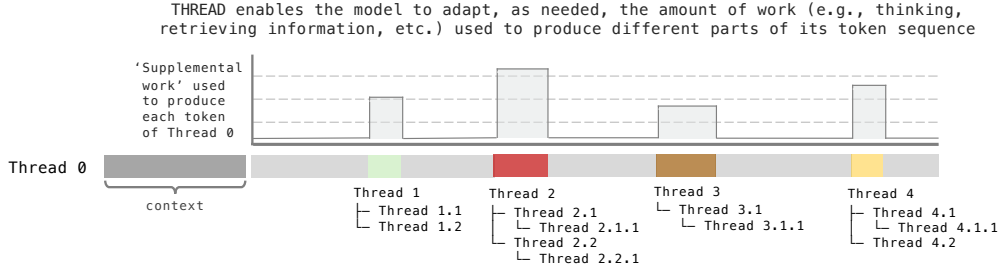 THREAD enables the model to adapt, as needed, the amount of work (e.g., thinking,
retrieving information, etc.) used to produce different parts of its token sequence
‘Supplemental
work’ used
to produce
each token
of Thread 0
Thread 0
context
Thread 1
Thread 1.1
Thread 1.2
Thread 2
Thread 2.1
Thread 2.1.1
Thread 2.2
Thread 2.2.1
Thread 3
Thread 3.1
Thread 3.1.1
Thread 4
Thread 4.1
Thread 4.1.1
Thread 4.2